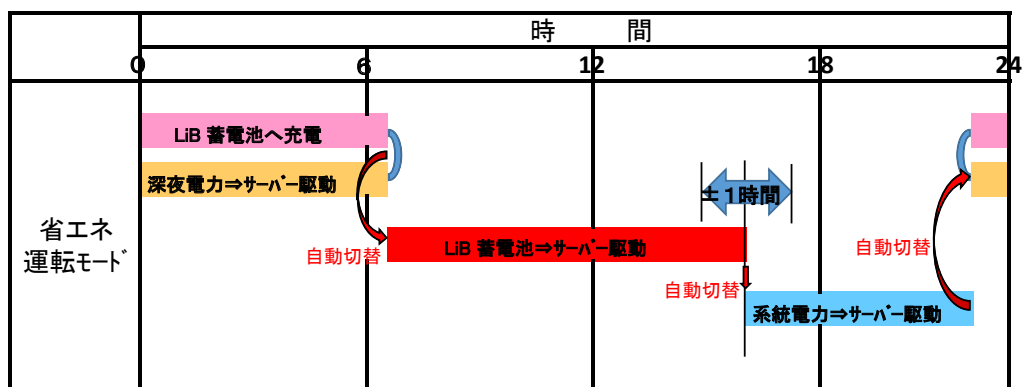 時 間
0 6 12 18 24
LiB 蓄電池へ充電
深夜電力⇒サーバー駆動
±1時間
省エネ
運転モード
LiB 蓄電池⇒サーバー駆動
自動切替
自動切替
自動切替
系統電力⇒サーバー駆動